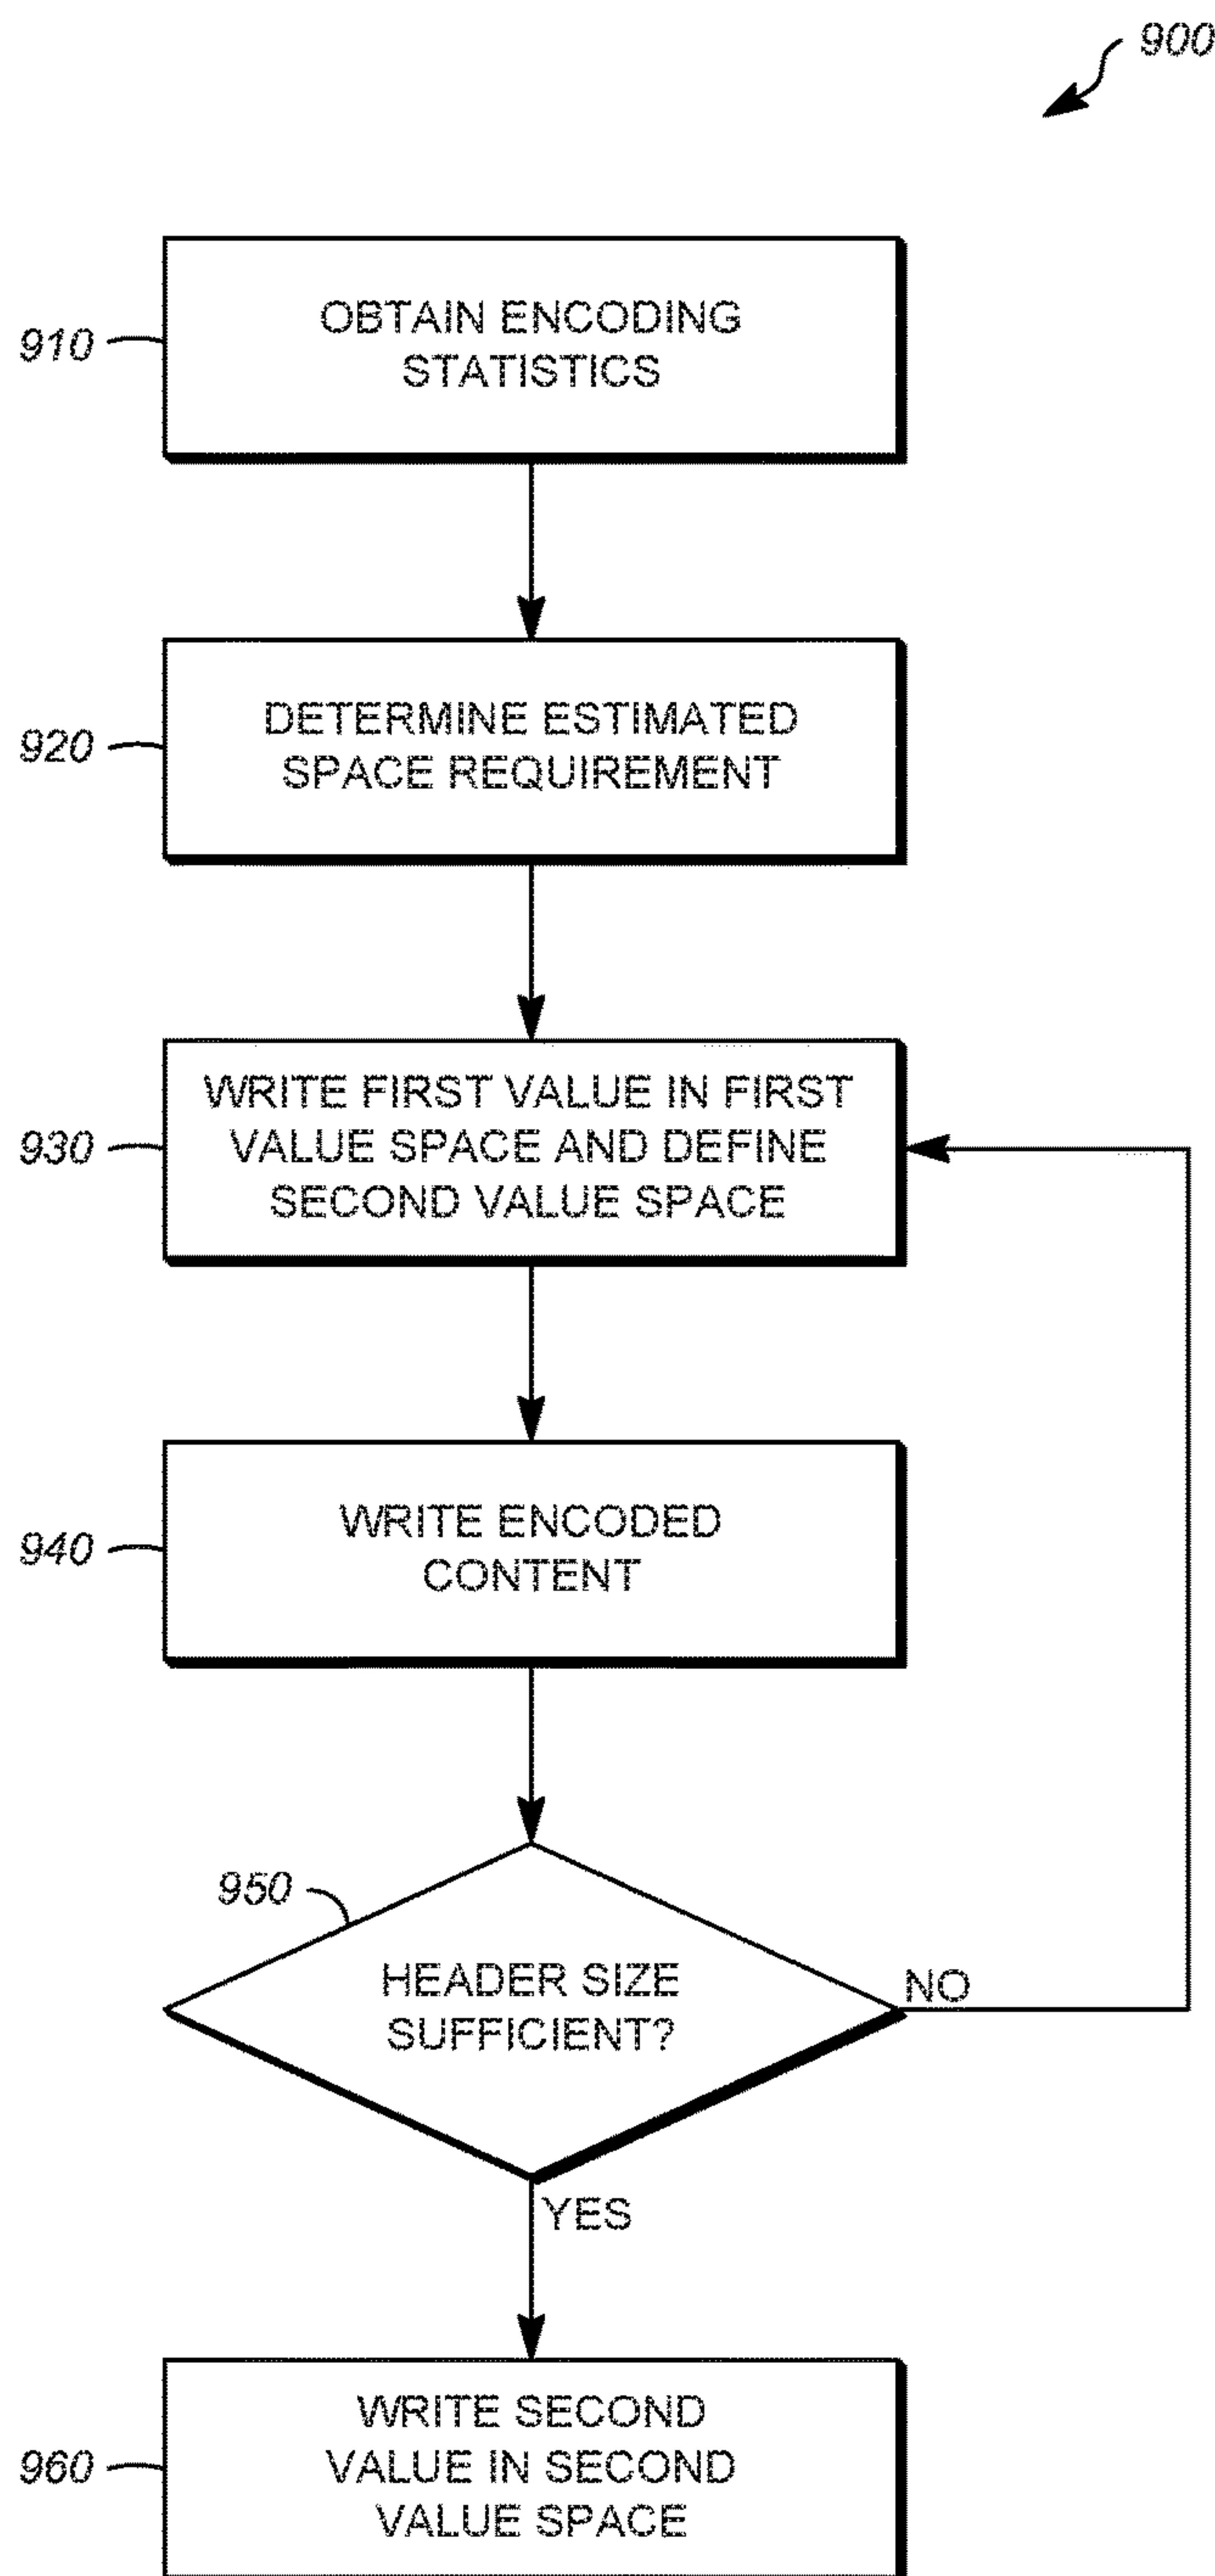 900
910
OBTAIN ENCODING
STATISTICS
920
DETERMINE ESTIMATED
SPACE REQUIREMENT
930
WRITE FIRST VALUE IN FIRST
VALUE SPACE AND DEFINE
SECOND VALUE SPACE
940
WRITE ENCODED
CONTENT
950
HEADER SIZE
SUFFICIENT?
NO
YES
960
WRITE SECOND
VALUE IN SECOND
VALUE SPACE